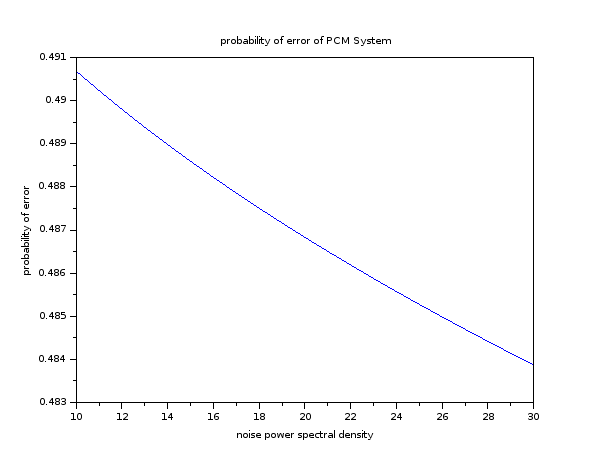 probability of error of PCM System
0.491
0.49
0.489
0.488
0.487
0.486
0.485
0.484
0.483
probability of error
10 12 14 16 18 20 22 24 26 28 30
noise power spectral density